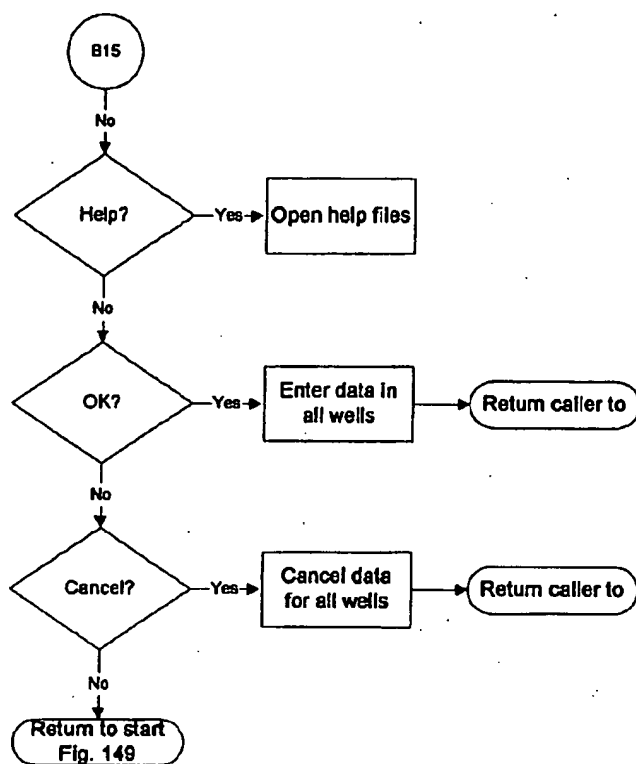 B15
No
Help?
Yes
Open help files
No
OK?
Yes
Enter data in
all wells
Return caller to
No
Cancel?
Yes
Cancel data
for all wells
Return caller to
No
Return to start
Fig. 149